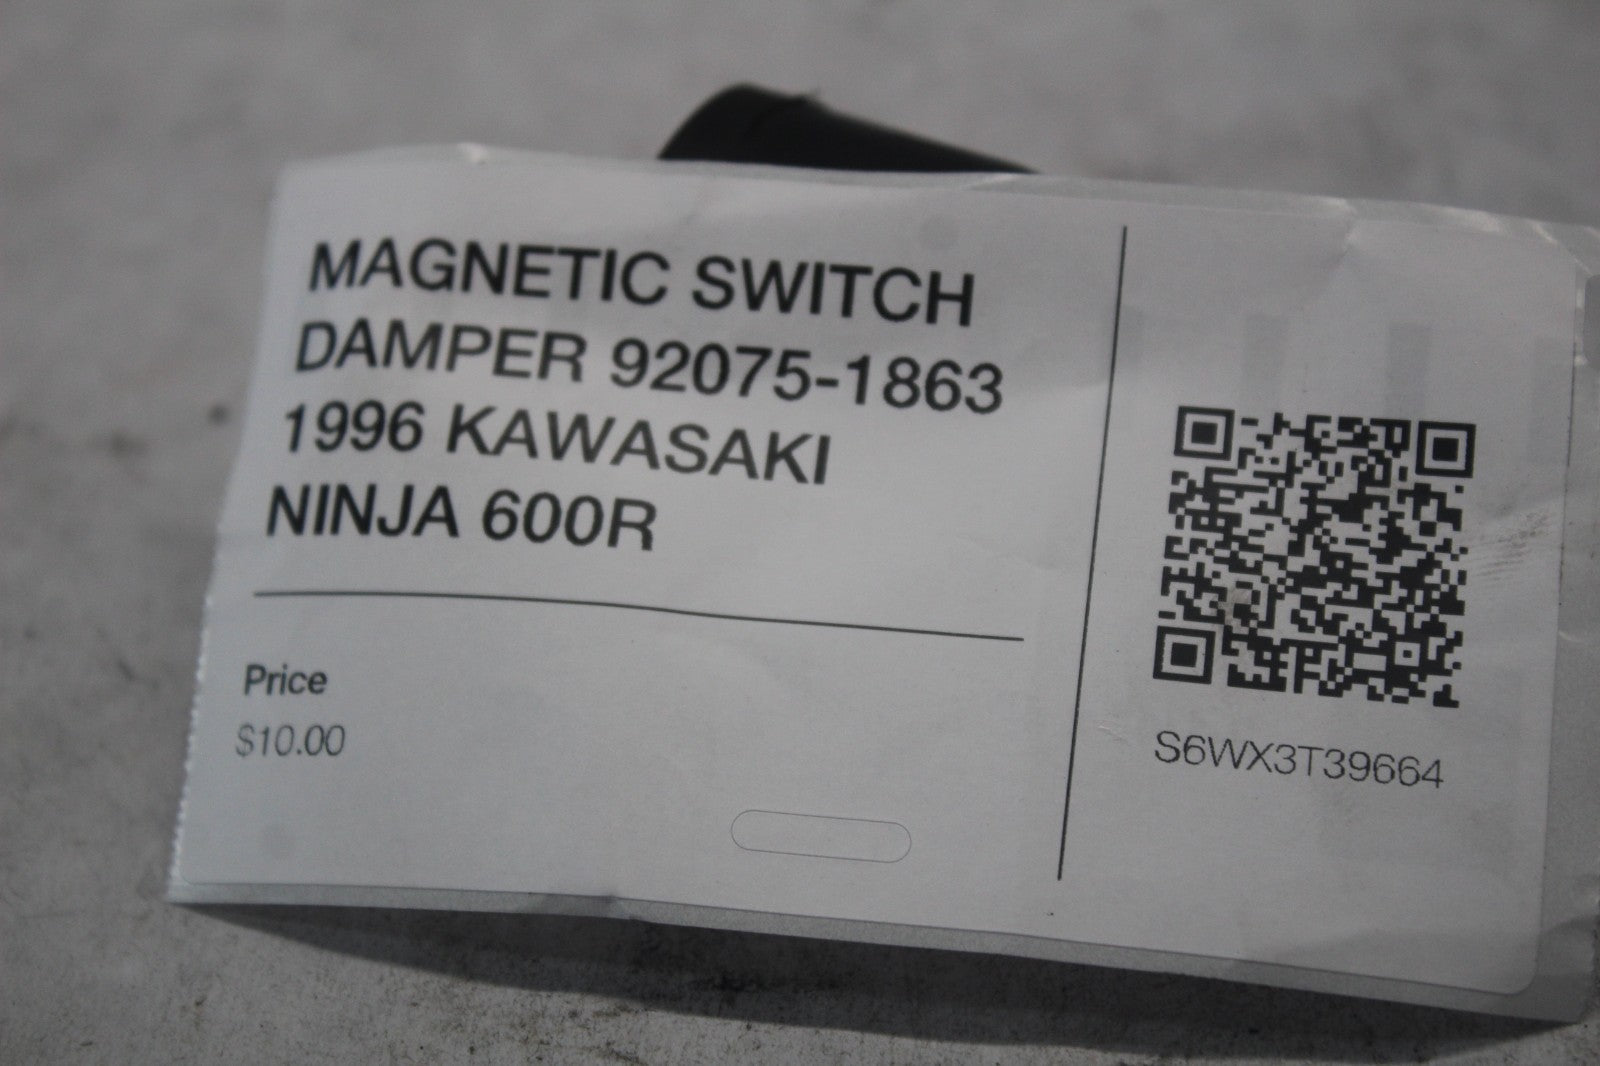 MAGNETIC SWITCH
DAMPER 92075-1863
1996 KAWASAKI
NINJA 600R
Price
$10.00
S6WX3T39664